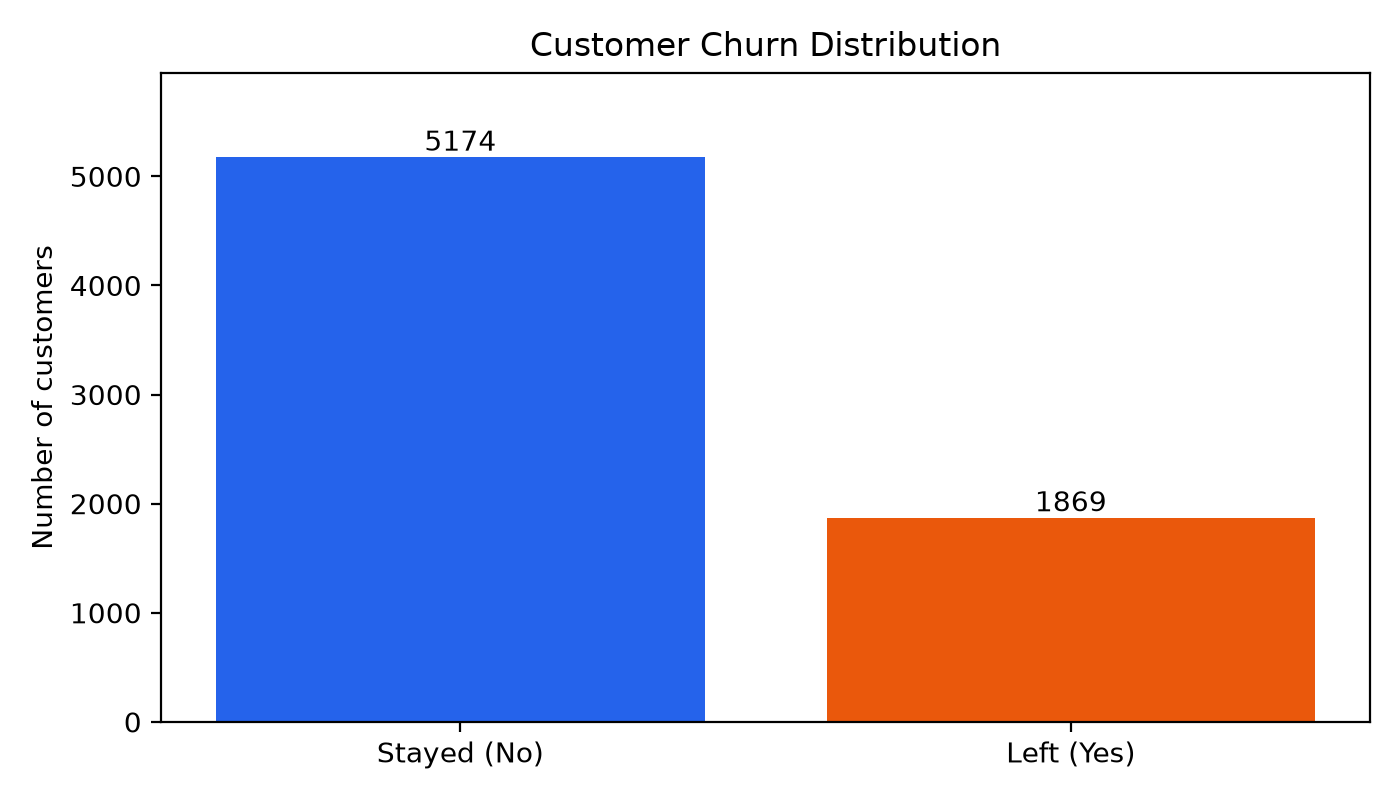 Customer Churn Distribution
Number of customers
5000
4000
3000
2000
1000
0
5174
1869
Stayed (No)
Left (Yes)